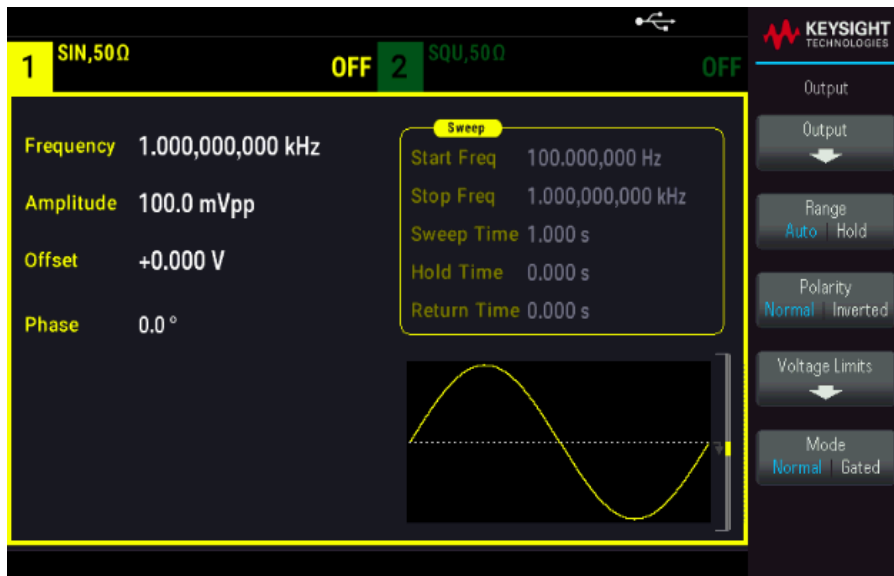 1 SIN,50Ω OFF 2 SQU,50Ω OFF
Frequency 1.000,000,000 kHz
Amplitude 100.0 mVpp
Offset +0.000 V
Phase 0.0 °
Sweep
Start Freq 100.000,000 Hz
Stop Freq 1.000,000,000 kHz
Sweep Time 1.000 s
Hold Time 0.000 s
Return Time 0.000 s
KEYSIGHT
TECHNOLOGIES
Output
Output
Range
Auto | Hold
Polarity
Normal | Inverted
Voltage Limits
Mode
Normal | Gated